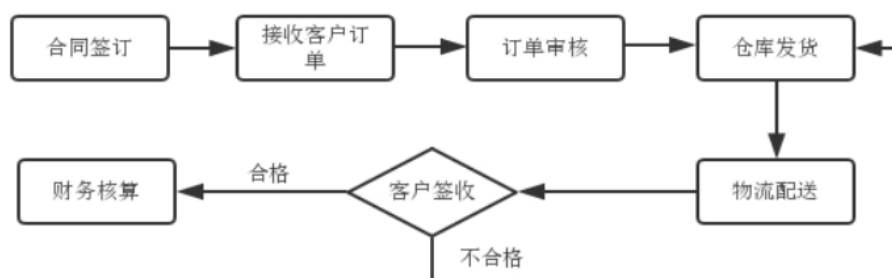 合同签订
接收客户订
单
订单审核
仓库发货
财务核算
合格
客户签收
物流配送
不合格